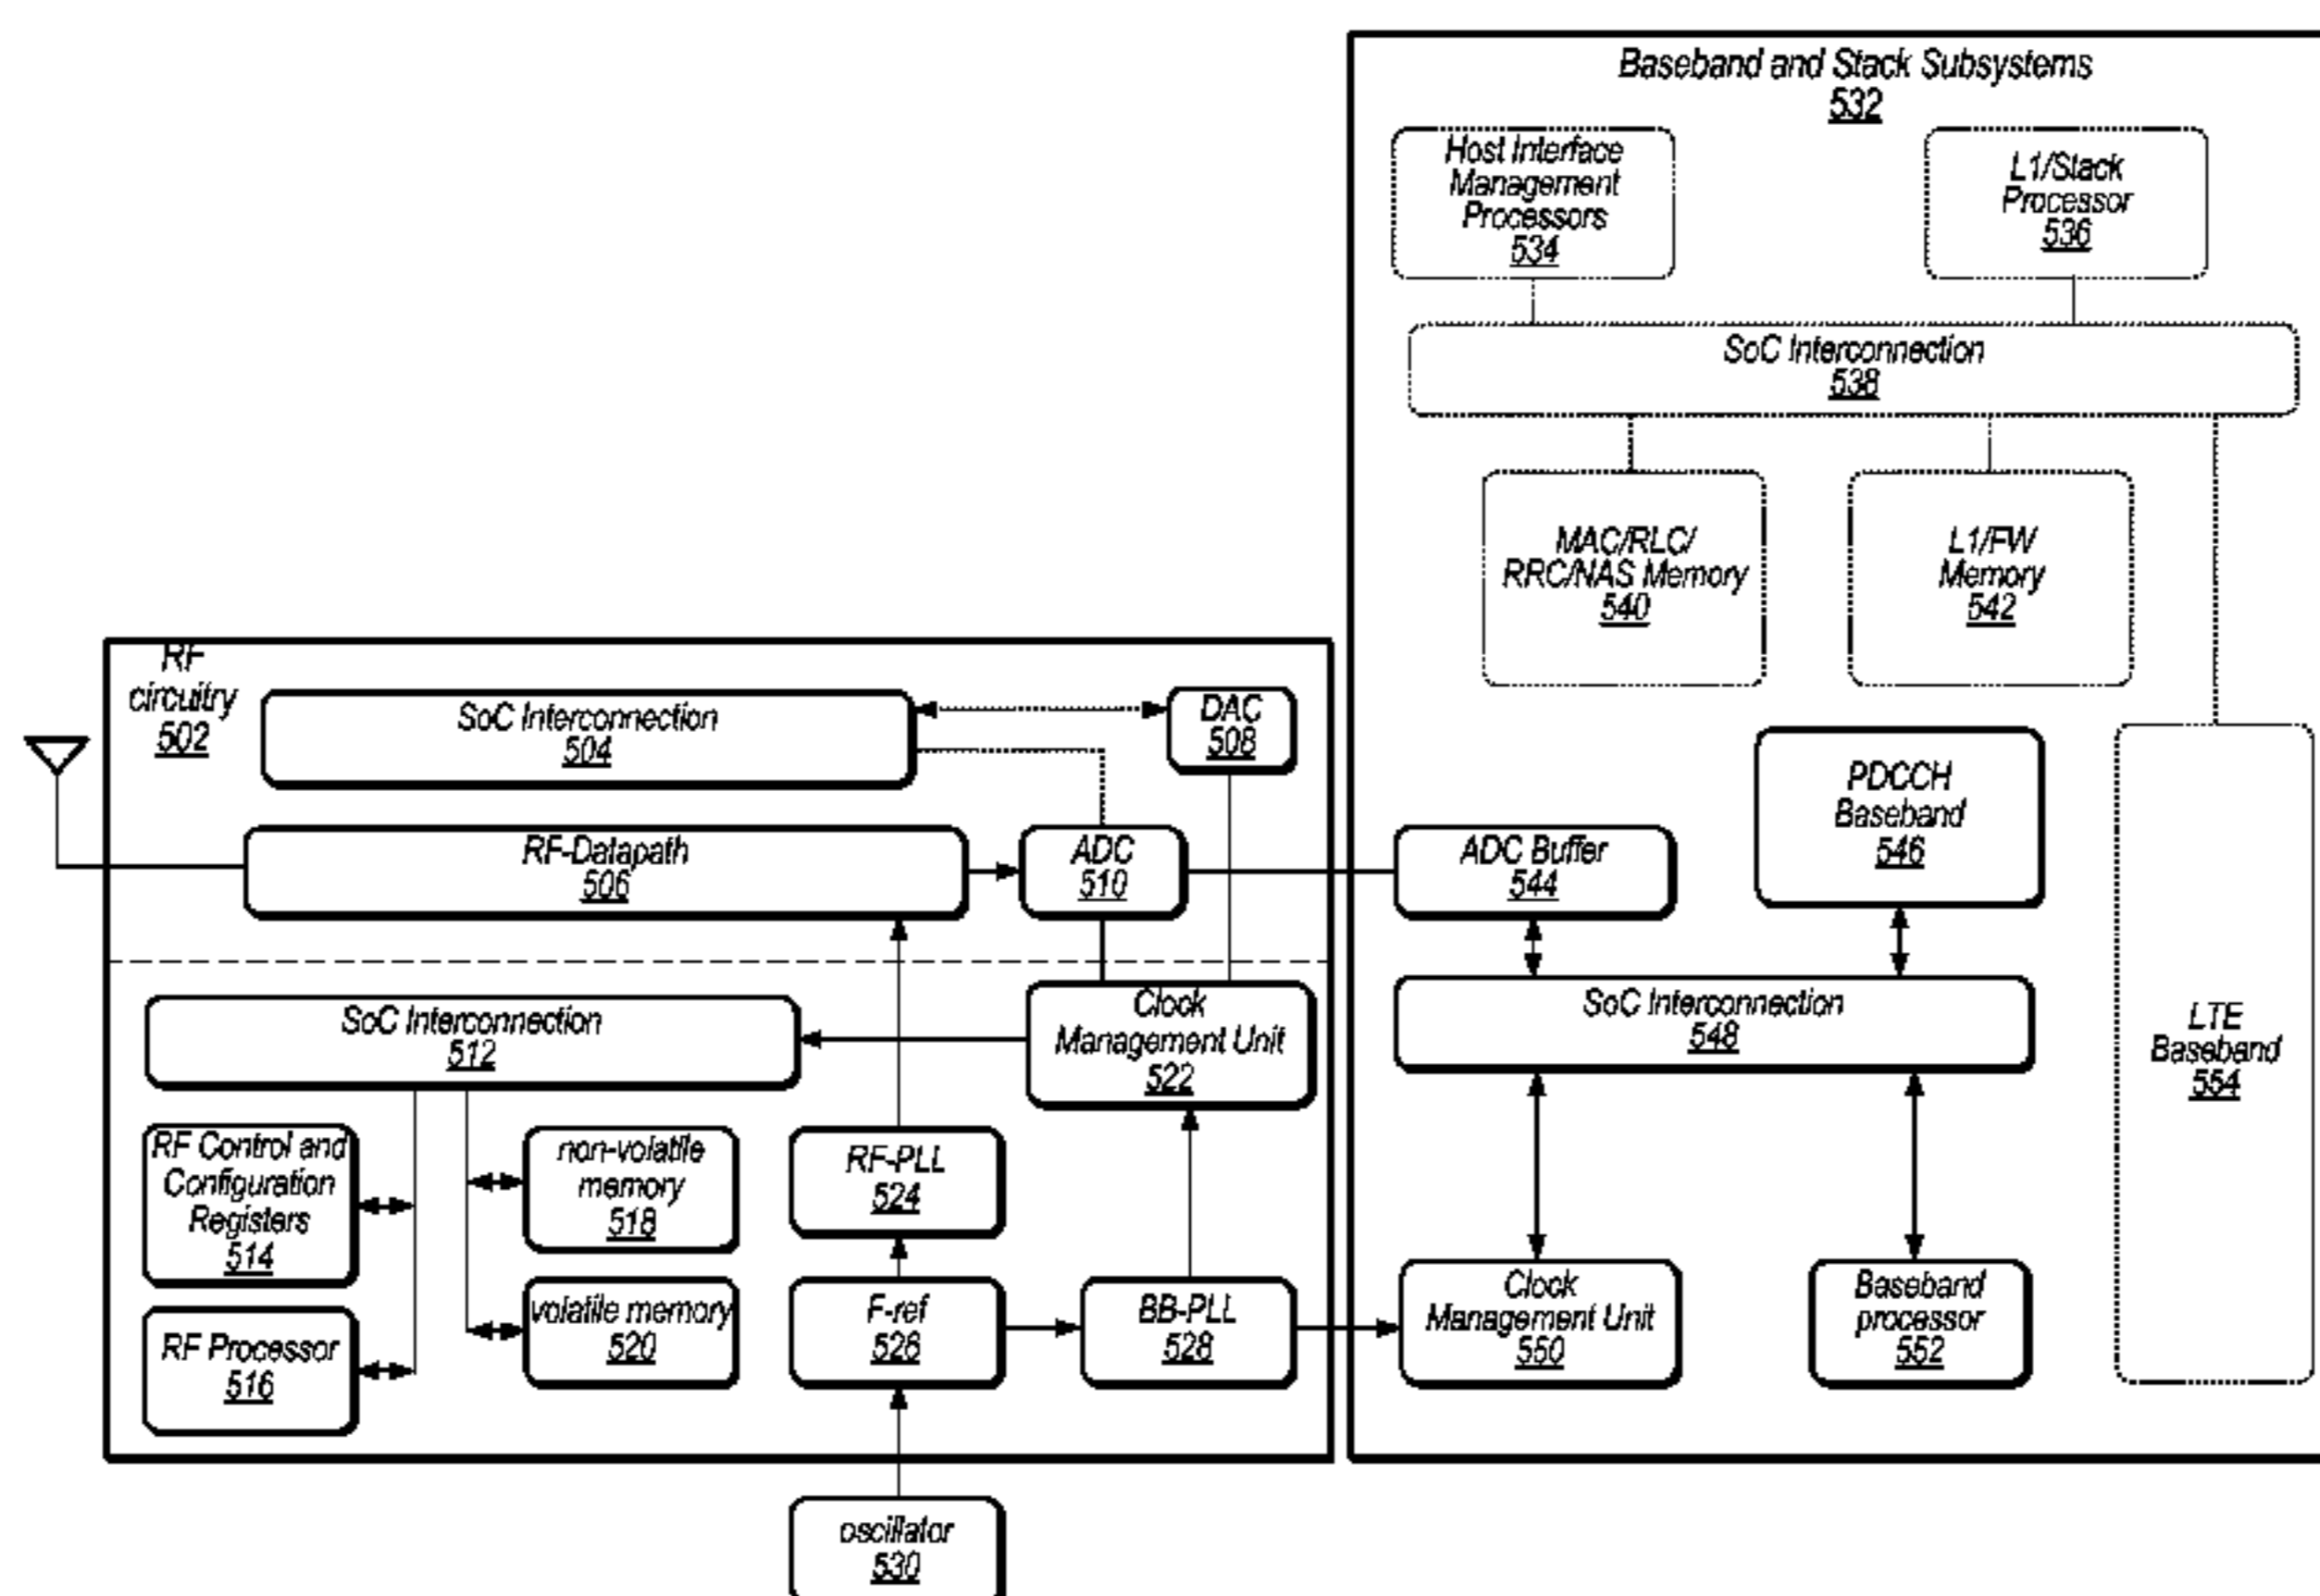 Baseband and Stack Subsystems
532
Host Interface
Management
Processors
534
L1/Stack
Processor
536
SoC Interconnection
538
MAC/RLC/
RRC/NAS Memory
540
L1/FW
Memory
542
RF
circuitry
502
SoC Interconnection
504
DAC
508
RF-Datapath
506
ADC
510
ADC Buffer
544
PDCCH
Baseband
546
SoC Interconnection
512
Clock
Management Unit
522
SoC Interconnection
548
LTE
Baseband
554
RF Control and
Configuration
Registers
514
non-volatile
memory
518
RF-PLL
524
RF Processor
516
volatile memory
520
F-ref
526
BB-PLL
528
Clock
Management Unit
550
Baseband
processor
552
oscillator
530